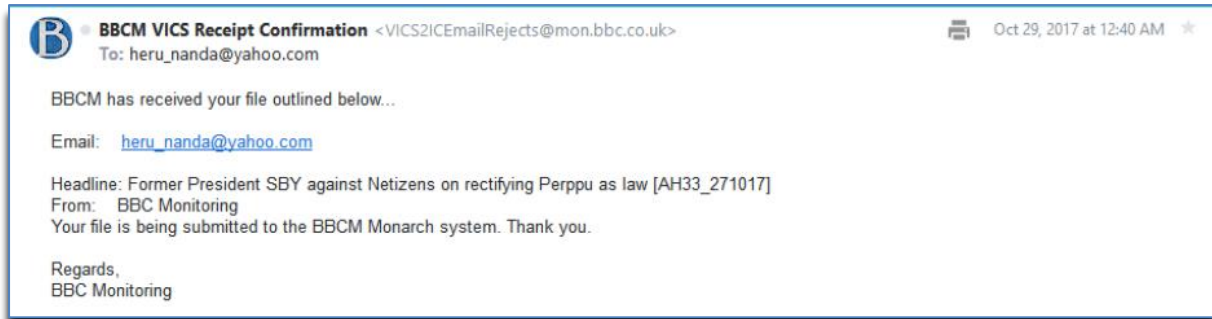 B BBCM VICS Receipt Confirmation <VICS2ICEmailRejects@mon.bbc.co.uk> Oct 29, 2017 at 12:40 AM
To: heru_nanda@yahoo.com
BBCM has received your file outlined below...
Email: heru_nanda@yahoo.com
Headline: Former President SBY against Netizens on rectifying Perppu as law [AH33_271017]
From: BBC Monitoring
Your file is being submitted to the BBCM Monarch system. Thank you.
Regards,
BBC Monitoring